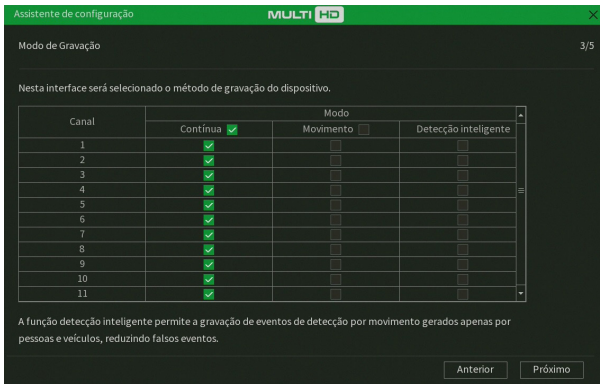 Assistente de configuração
MULTI HD
Modo de Gravação 3/5
Nesta interface será selecionado o método de gravação do dispositivo.
Canal
Modo
Contínua Movimento Detecção inteligente
1
2
3
4
5
6
7
8
9
10
11
A função detecção inteligente permite a gravação de eventos de detecção por movimento gerados apenas por
pessoas e veículos, reduzindo falsos eventos.
Anterior Próximo